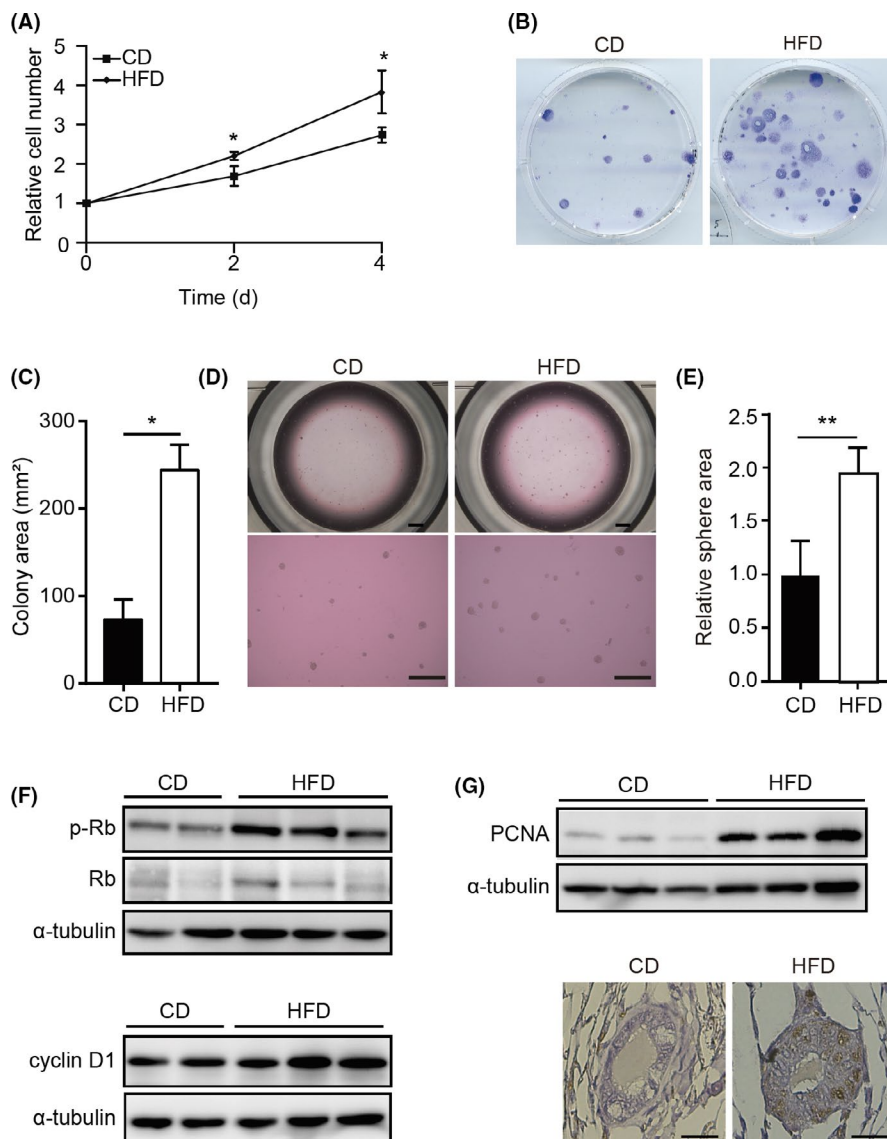 (A)
5
4
3
2
1
0
Relative cell number
CD
HFD
*
*
0
2
4
Time (d)
(B)
CD
HFD
5
(C)
300
200
100
0
Colony area (mm²)
*
CD
HFD
(D)
CD
HFD
(E)
2.5
2.0
1.5
1.0
0.5
0.0
Relative sphere area
**
CD
HFD
(F)
CD
HFD
p-Rb
Rb
α-tubulin
CD
HFD
cyclin D1
α-tubulin
(G)
CD
HFD
PCNA
α-tubulin
CD
HFD